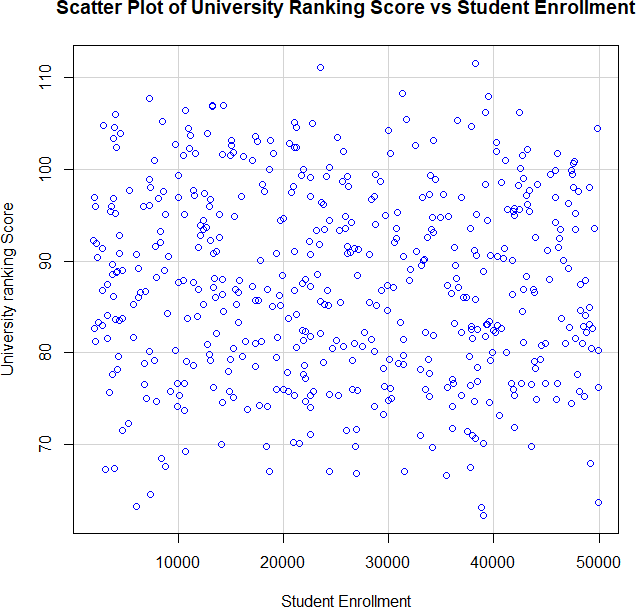 Scatter Plot of University Ranking Score vs Student Enrollment
University ranking Score
110
100
90
80
70
10000 20000 30000 40000 50000
Student Enrollment